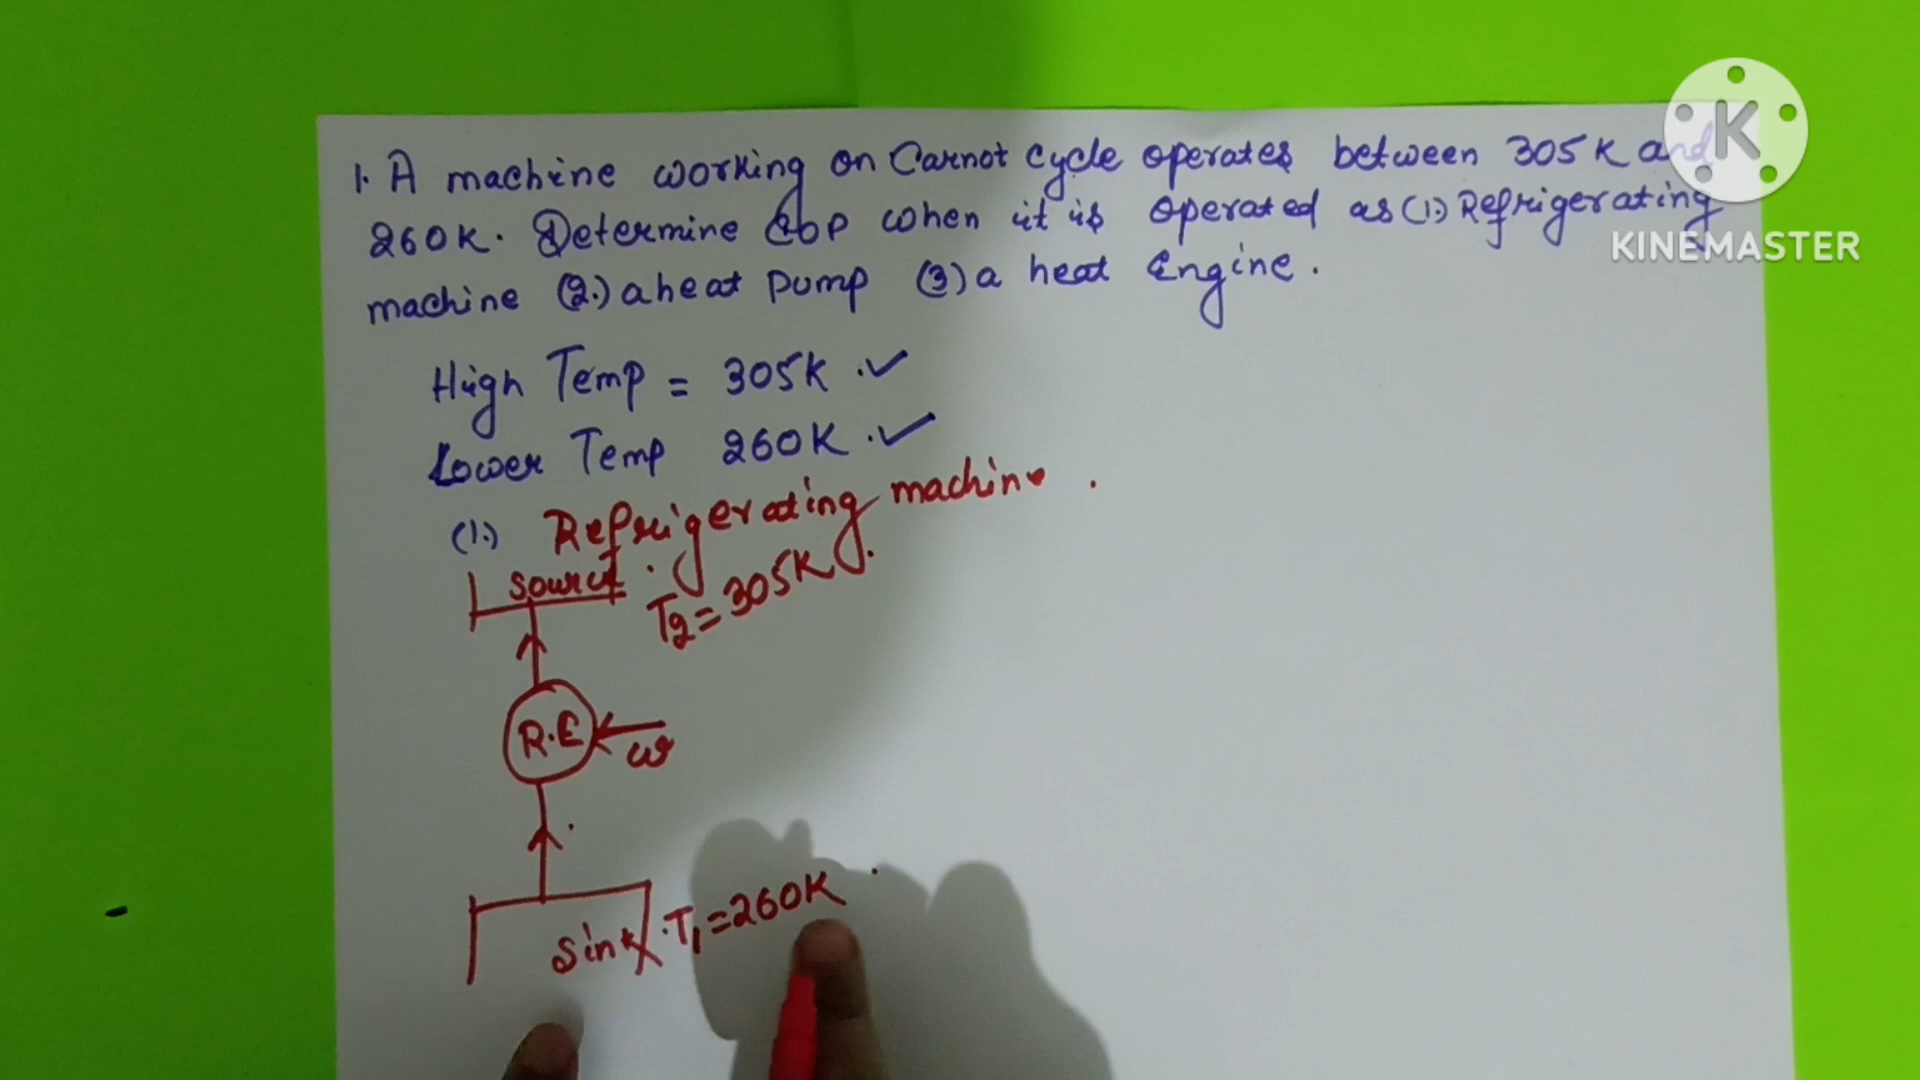 1. A machine working on Carnot cycle operates between 305K and
260K. Determine COP when it is operated as (1.) Refrigerating
machine (2.) a heat pump (3) a heat Engine.
High Temp = 305K.
Lower Temp 260K.
(1.) Refrigerating machine.
Source. T2=305K.
R.E
w
Sink. T1=260K
K
KINEMASTER